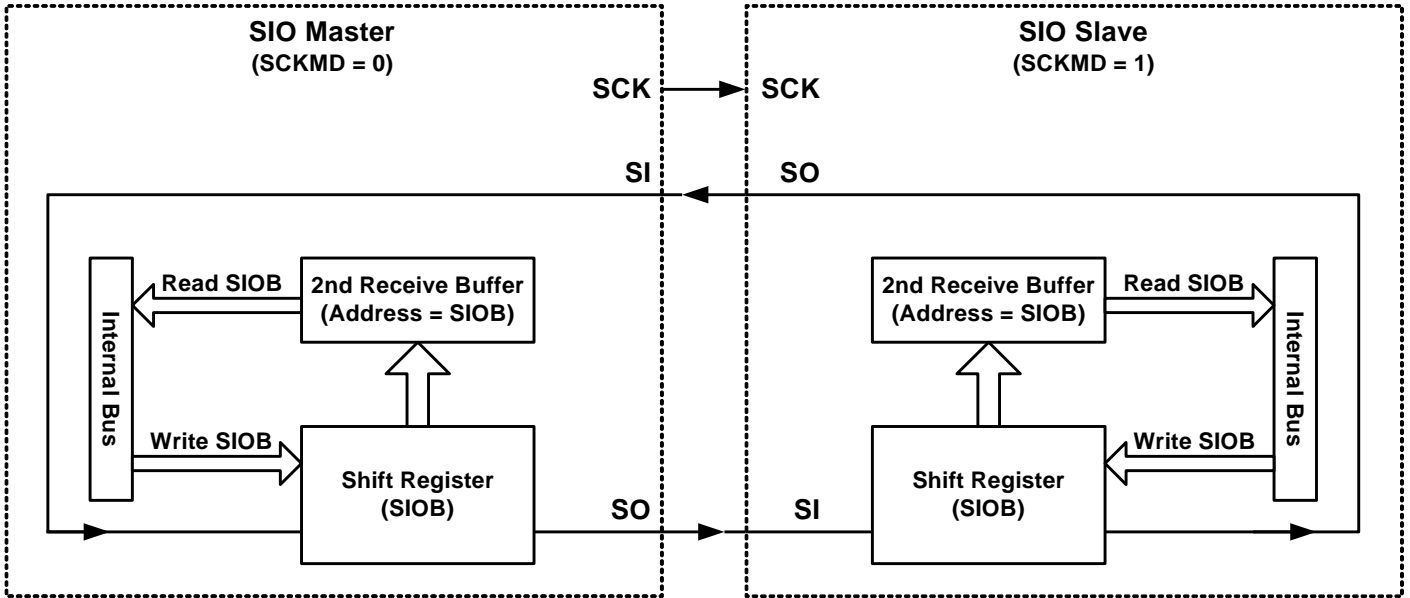 SIO Master
(SCKMD = 0)
SIO Slave
(SCKMD = 1)
SCK
SCK
SI
SO
Read SIOB
2nd Receive Buffer
(Address = SIOB)
Internal Bus
Write SIOB
Shift Register
(SIOB)
SO
2nd Receive Buffer
(Address = SIOB)
Read SIOB
Internal Bus
Write SIOB
Shift Register
(SIOB)
SI